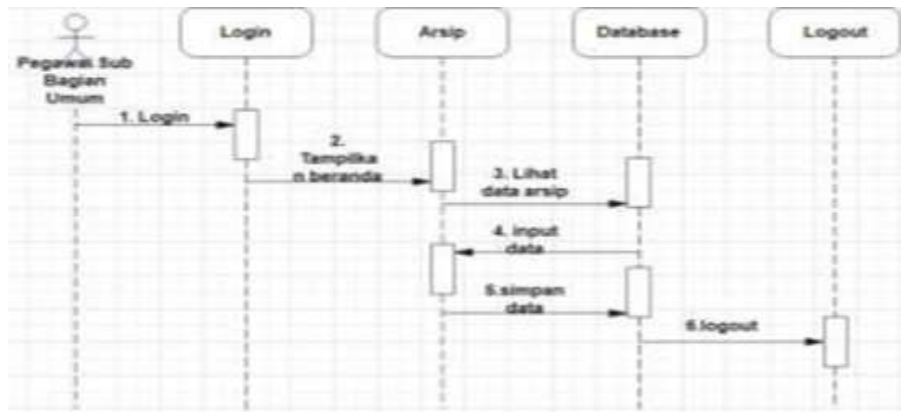 Login
Arsip
Database
Logout
Pegawai Sub
Bagian
Umum
1. Login
2.
Tampilka
n beranda
3. Lihat
data arsip
4. input
data
5.simpan
data
6.logout